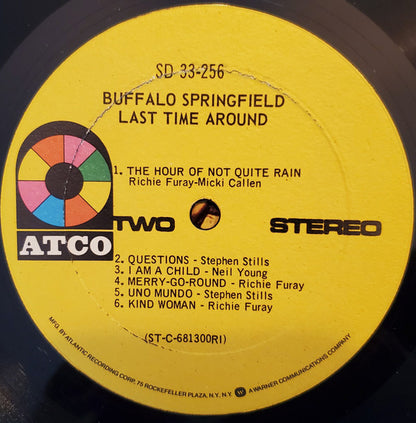 SD 33-256
BUFFALO SPRINGFIELD
LAST TIME AROUND
1. THE HOUR OF NOT QUITE RAIN
Richie Furay-Micki Callen
ATCO
TWO STEREO
2. QUESTIONS - Stephen Stills
3. I AM A CHILD - Neil Young
4. MERRY-GO-ROUND - Richie Furay
5. UNO MUNDO - Stephen Stills
6. KIND WOMAN - Richie Furay
(ST-C-681300RI)
MFG. BY ATLANTIC RECORDING CORP., 75 ROCKEFELLER PLAZA, N.Y. N.Y. W A WARNER COMMUNICATIONS COMPANY